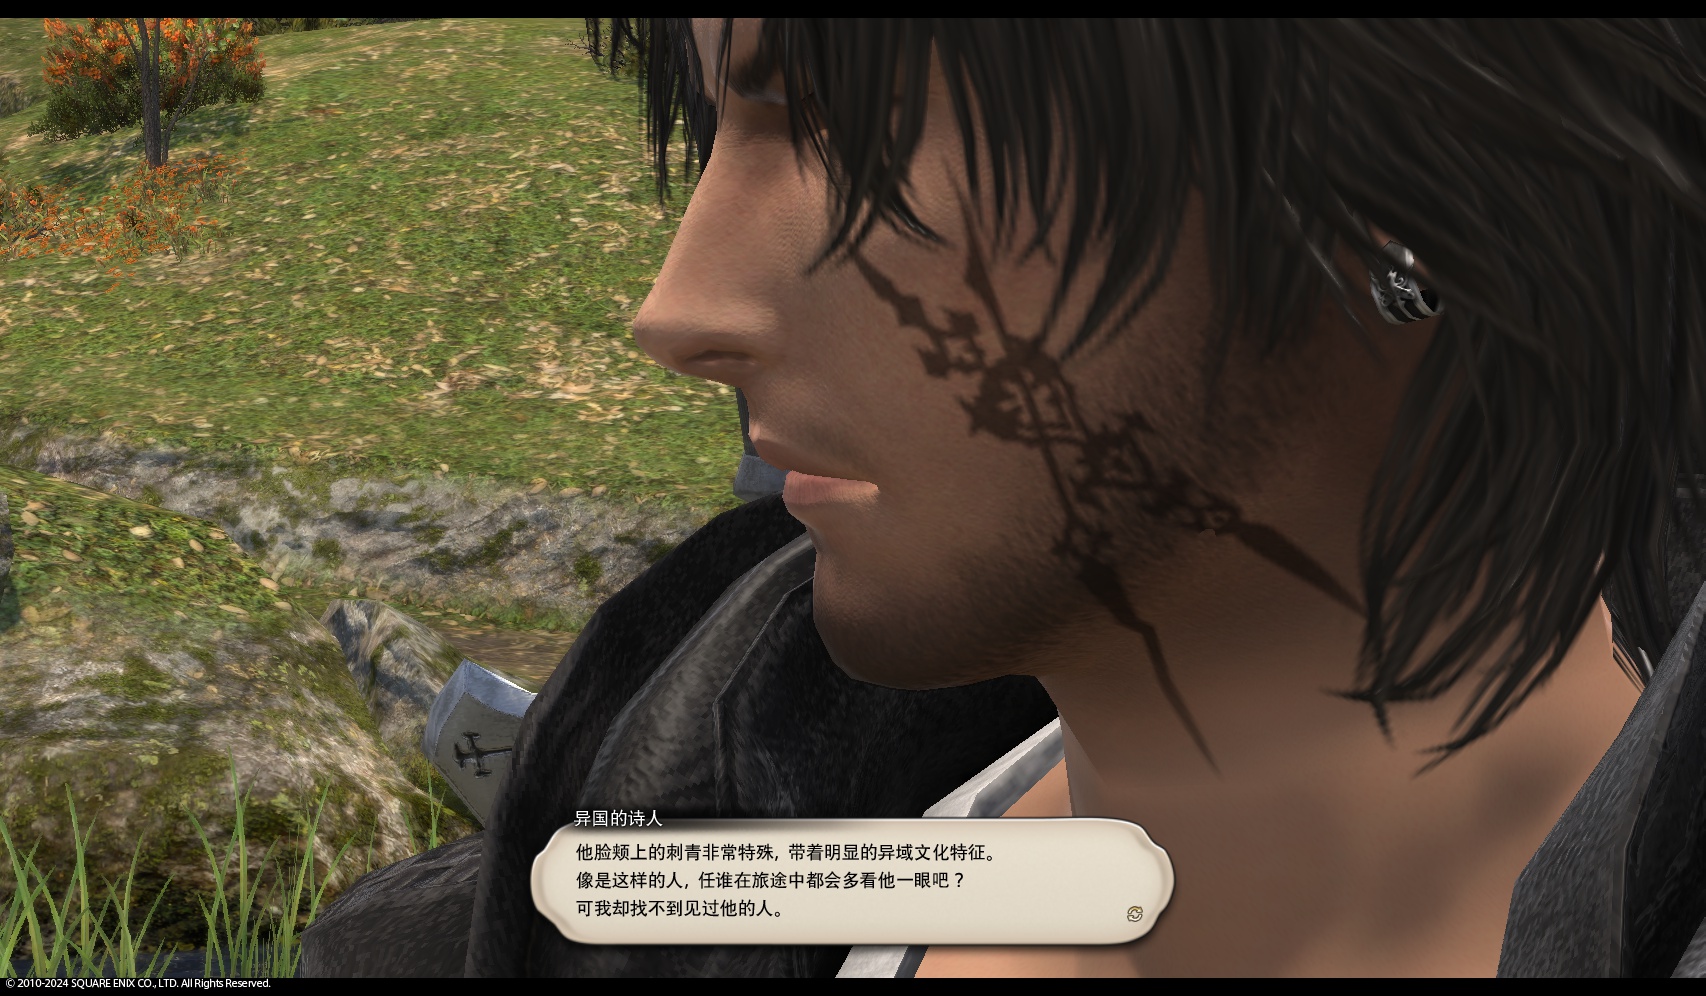 异国的诗人
他脸颊上的刺青非常特殊，带着明显的异域文化特征。
像是这样的人，任谁在旅途中都会多看他一眼吧？
可我却找不到见过他的人。
© 2010-2024 SQUARE ENIX CO., LTD. All Rights Reserved.